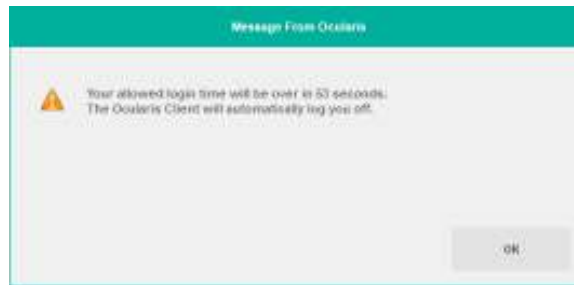 Message From Ocularis
Your allowed login time will be over in 53 seconds.
The Ocularis Client will automatically log you off.
OK